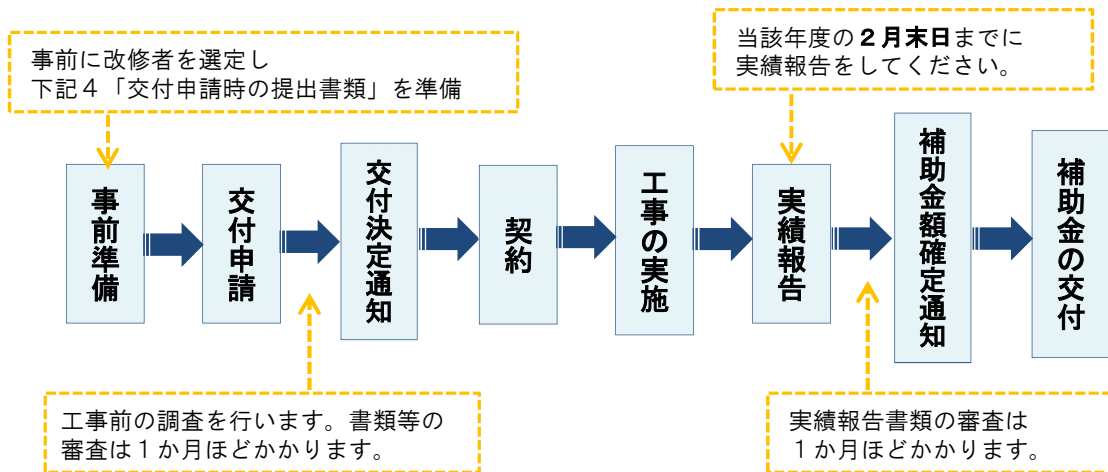 事前に改修者を選定し
下記４「交付申請時の提出書類」を準備
当該年度の２月末日までに
実績報告をしてください。
事前準備
交付申請
交付決定通知
契約
工事の実施
実績報告
補助金額確定通知
補助金の交付
工事前の調査を行います。書類等の
審査は１か月ほどかかります。
実績報告書類の審査は
１か月ほどかかります。